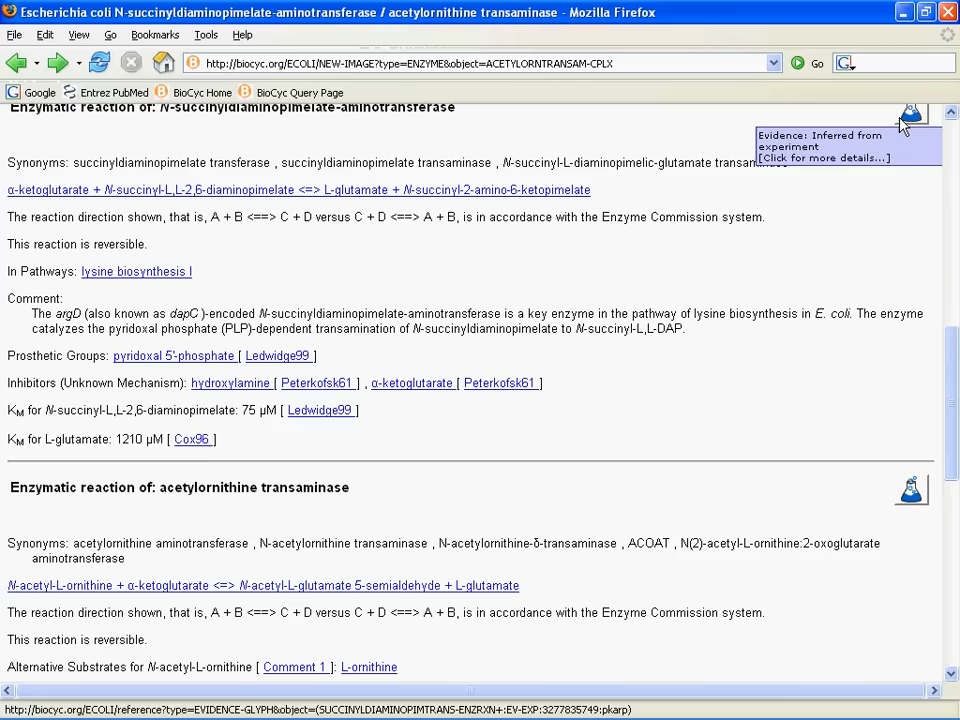 Escherichia coli N-succinyldiaminopimelate-aminotransferase / acetylornithine transaminase - Mozilla Firefox
File Edit View Go Bookmarks Tools Help
http://biocyc.org/ECOLI/NEW-IMAGE?type=ENZYME&object=ACETYLORNTRANSAM-CPLX Go G
Google Entrez PubMed BioCyc Home BioCyc Query Page
Enzymatic reaction of: N-succinyldiaminopimelate-aminotransferase
Evidence: Inferred from
experiment
[Click for more details...]
Synonyms: succinyldiaminopimelate transferase , succinyldiaminopimelate transaminase , N-succinyl-L-diaminopimelic-glutamate
α-ketoglutarate + N-succinyl-L,L-2,6-diaminopimelate <=> L-glutamate + N-succinyl-2-amino-6-ketopimelate
The reaction direction shown, that is, A + B <==> C + D versus C + D <==> A + B, is in accordance with the Enzyme Commission system.
This reaction is reversible.
In Pathways: lysine biosynthesis I
Comment:
The argD (also known as dapC )-encoded N-succinyldiaminopimelate-aminotransferase is a key enzyme in the pathway of lysine biosynthesis in E. coli. The enzyme
catalyzes the pyridoxal phosphate (PLP)-dependent transamination of N-succinyldiaminopimelate to N-succinyl-L,L-DAP.
Prosthetic Groups: pyridoxal 5'-phosphate [ Ledwidge99 ]
Inhibitors (Unknown Mechanism): hydroxylamine [ Peterkofsk61 ] , α-ketoglutarate [ Peterkofsk61 ]
KM for N-succinyl-L,L-2,6-diaminopimelate: 75 µM [ Ledwidge99 ]
KM for L-glutamate: 1210 µM [ Cox96 ]
Enzymatic reaction of: acetylornithine transaminase
Synonyms: acetylornithine aminotransferase , N-acetylornithine transaminase , N-acetylornithine-δ-transaminase , ACOAT , N(2)-acetyl-L-ornithine:2-oxoglutarate
aminotransferase
N-acetyl-L-ornithine + α-ketoglutarate <=> N-acetyl-L-glutamate 5-semialdehyde + L-glutamate
The reaction direction shown, that is, A + B <==> C + D versus C + D <==> A + B, is in accordance with the Enzyme Commission system.
This reaction is reversible.
Alternative Substrates for N-acetyl-L-ornithine [ Comment 1 ]: L-ornithine
http://biocyc.org/ECOLI/reference?type=EVIDENCE-GLYPH&object=(SUCCINYLDIAMINOPIMTRANS-ENZRXN+:EV-EXP:3277835749:pkarp)